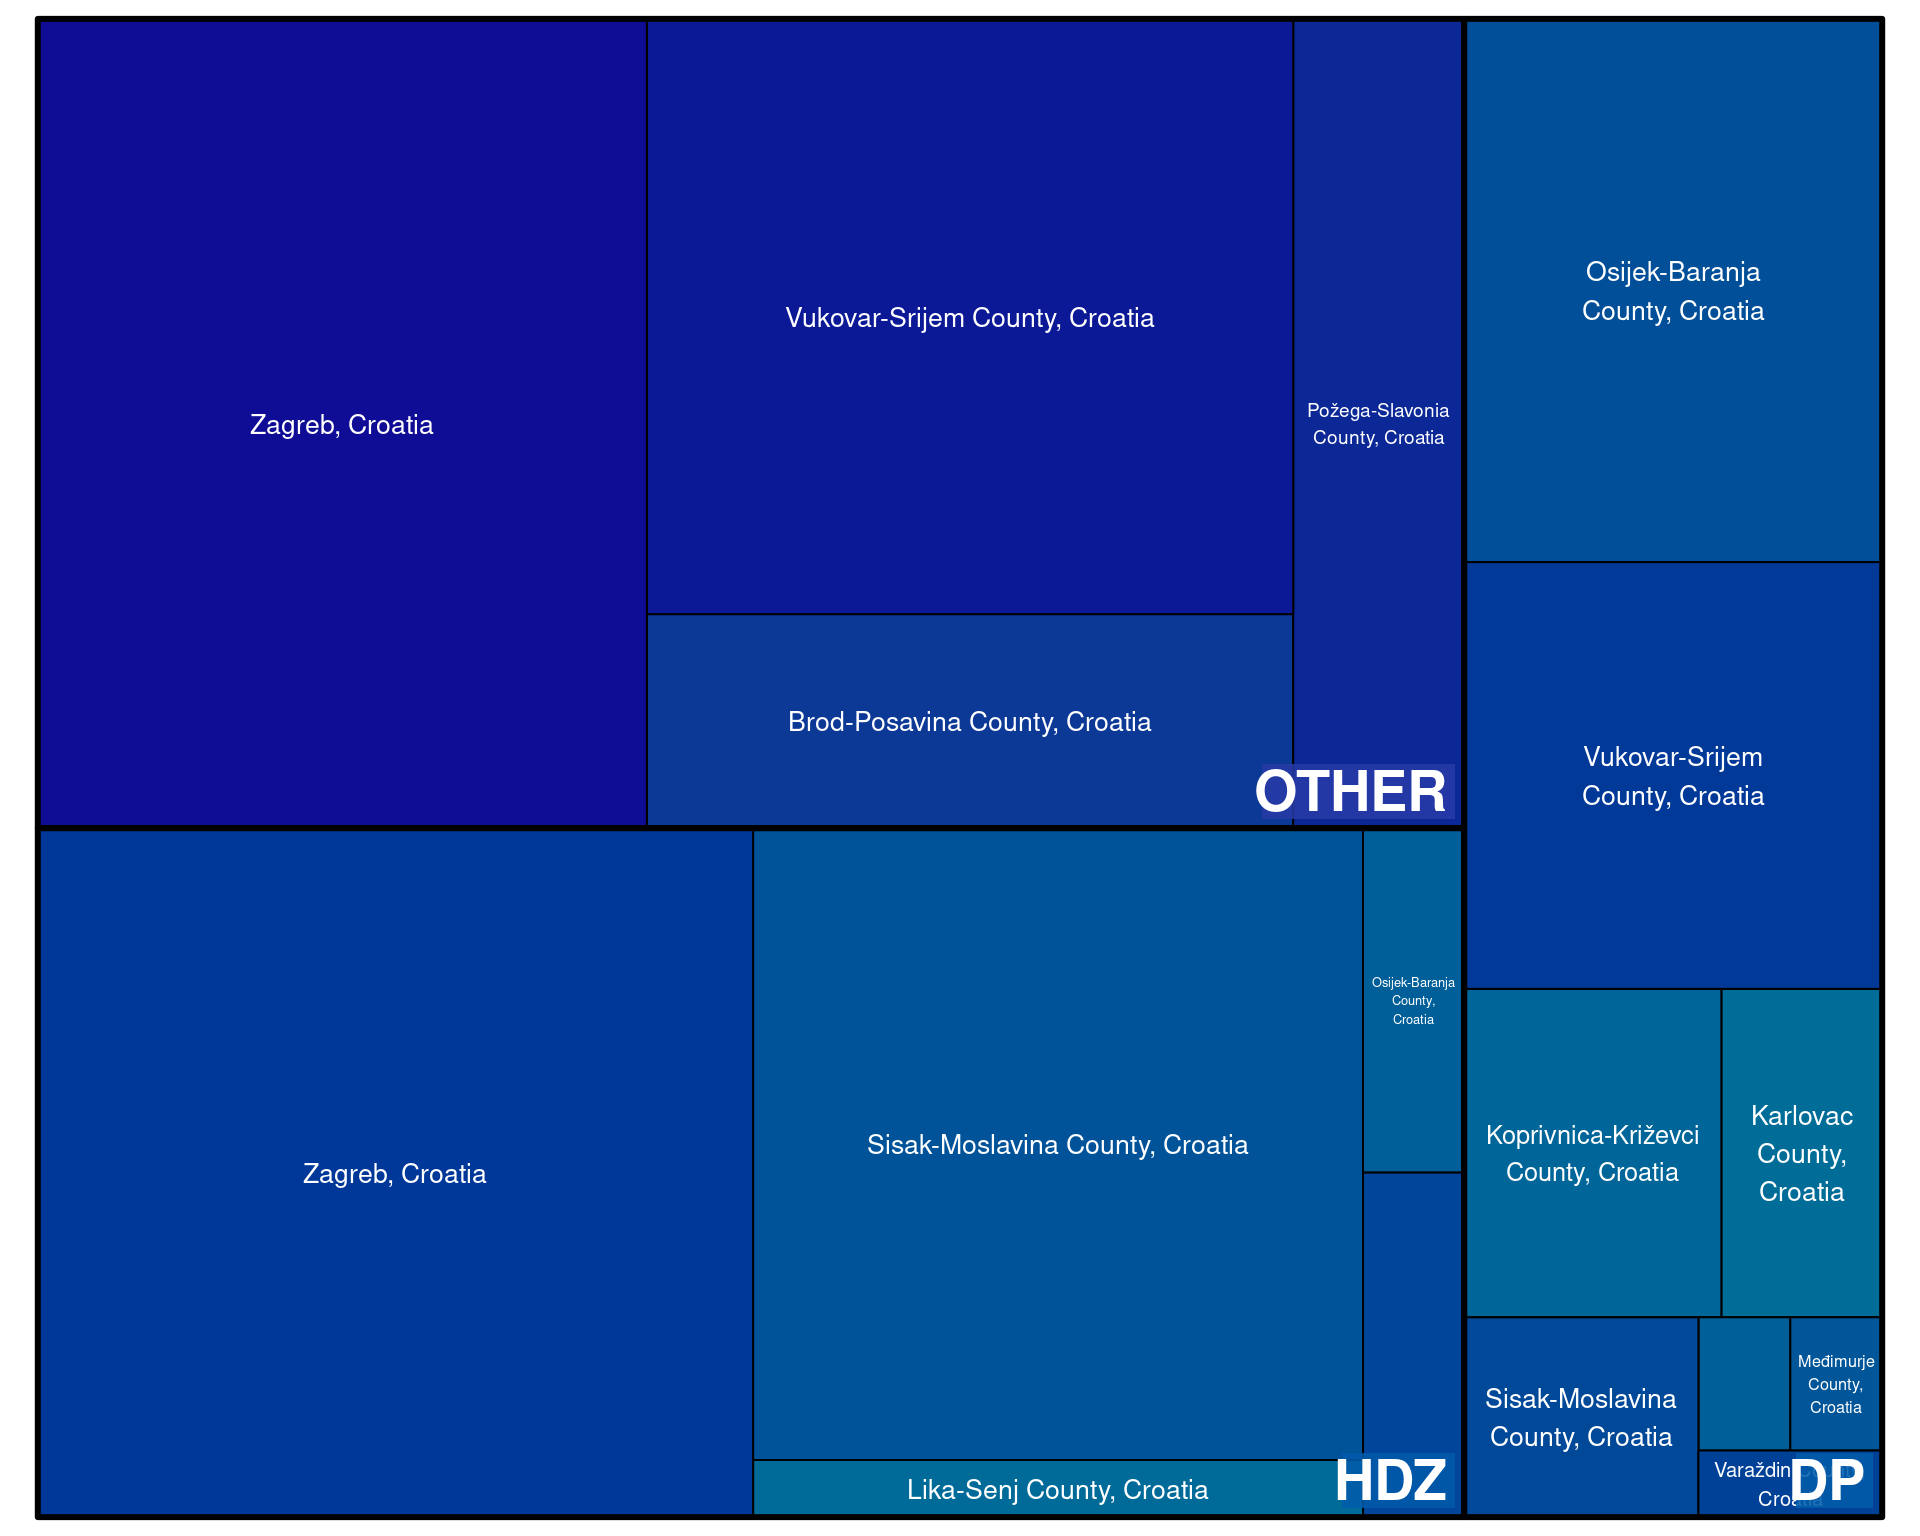 Zagreb, Croatia
Vukovar-Srijem County, Croatia
Požega-Slavonia
County, Croatia
Brod-Posavina County, Croatia
OTHER
Osijek-Baranja
County, Croatia
Vukovar-Srijem
County, Croatia
Zagreb, Croatia
Sisak-Moslavina County, Croatia
Osijek-Baranja
County,
Croatia
Lika-Senj County, Croatia
HDZ
Koprivnica-Križevci
County, Croatia
Karlovac
County,
Croatia
Sisak-Moslavina
County, Croatia
Međimurje
County,
Croatia
Varaždin
Croatia
DP